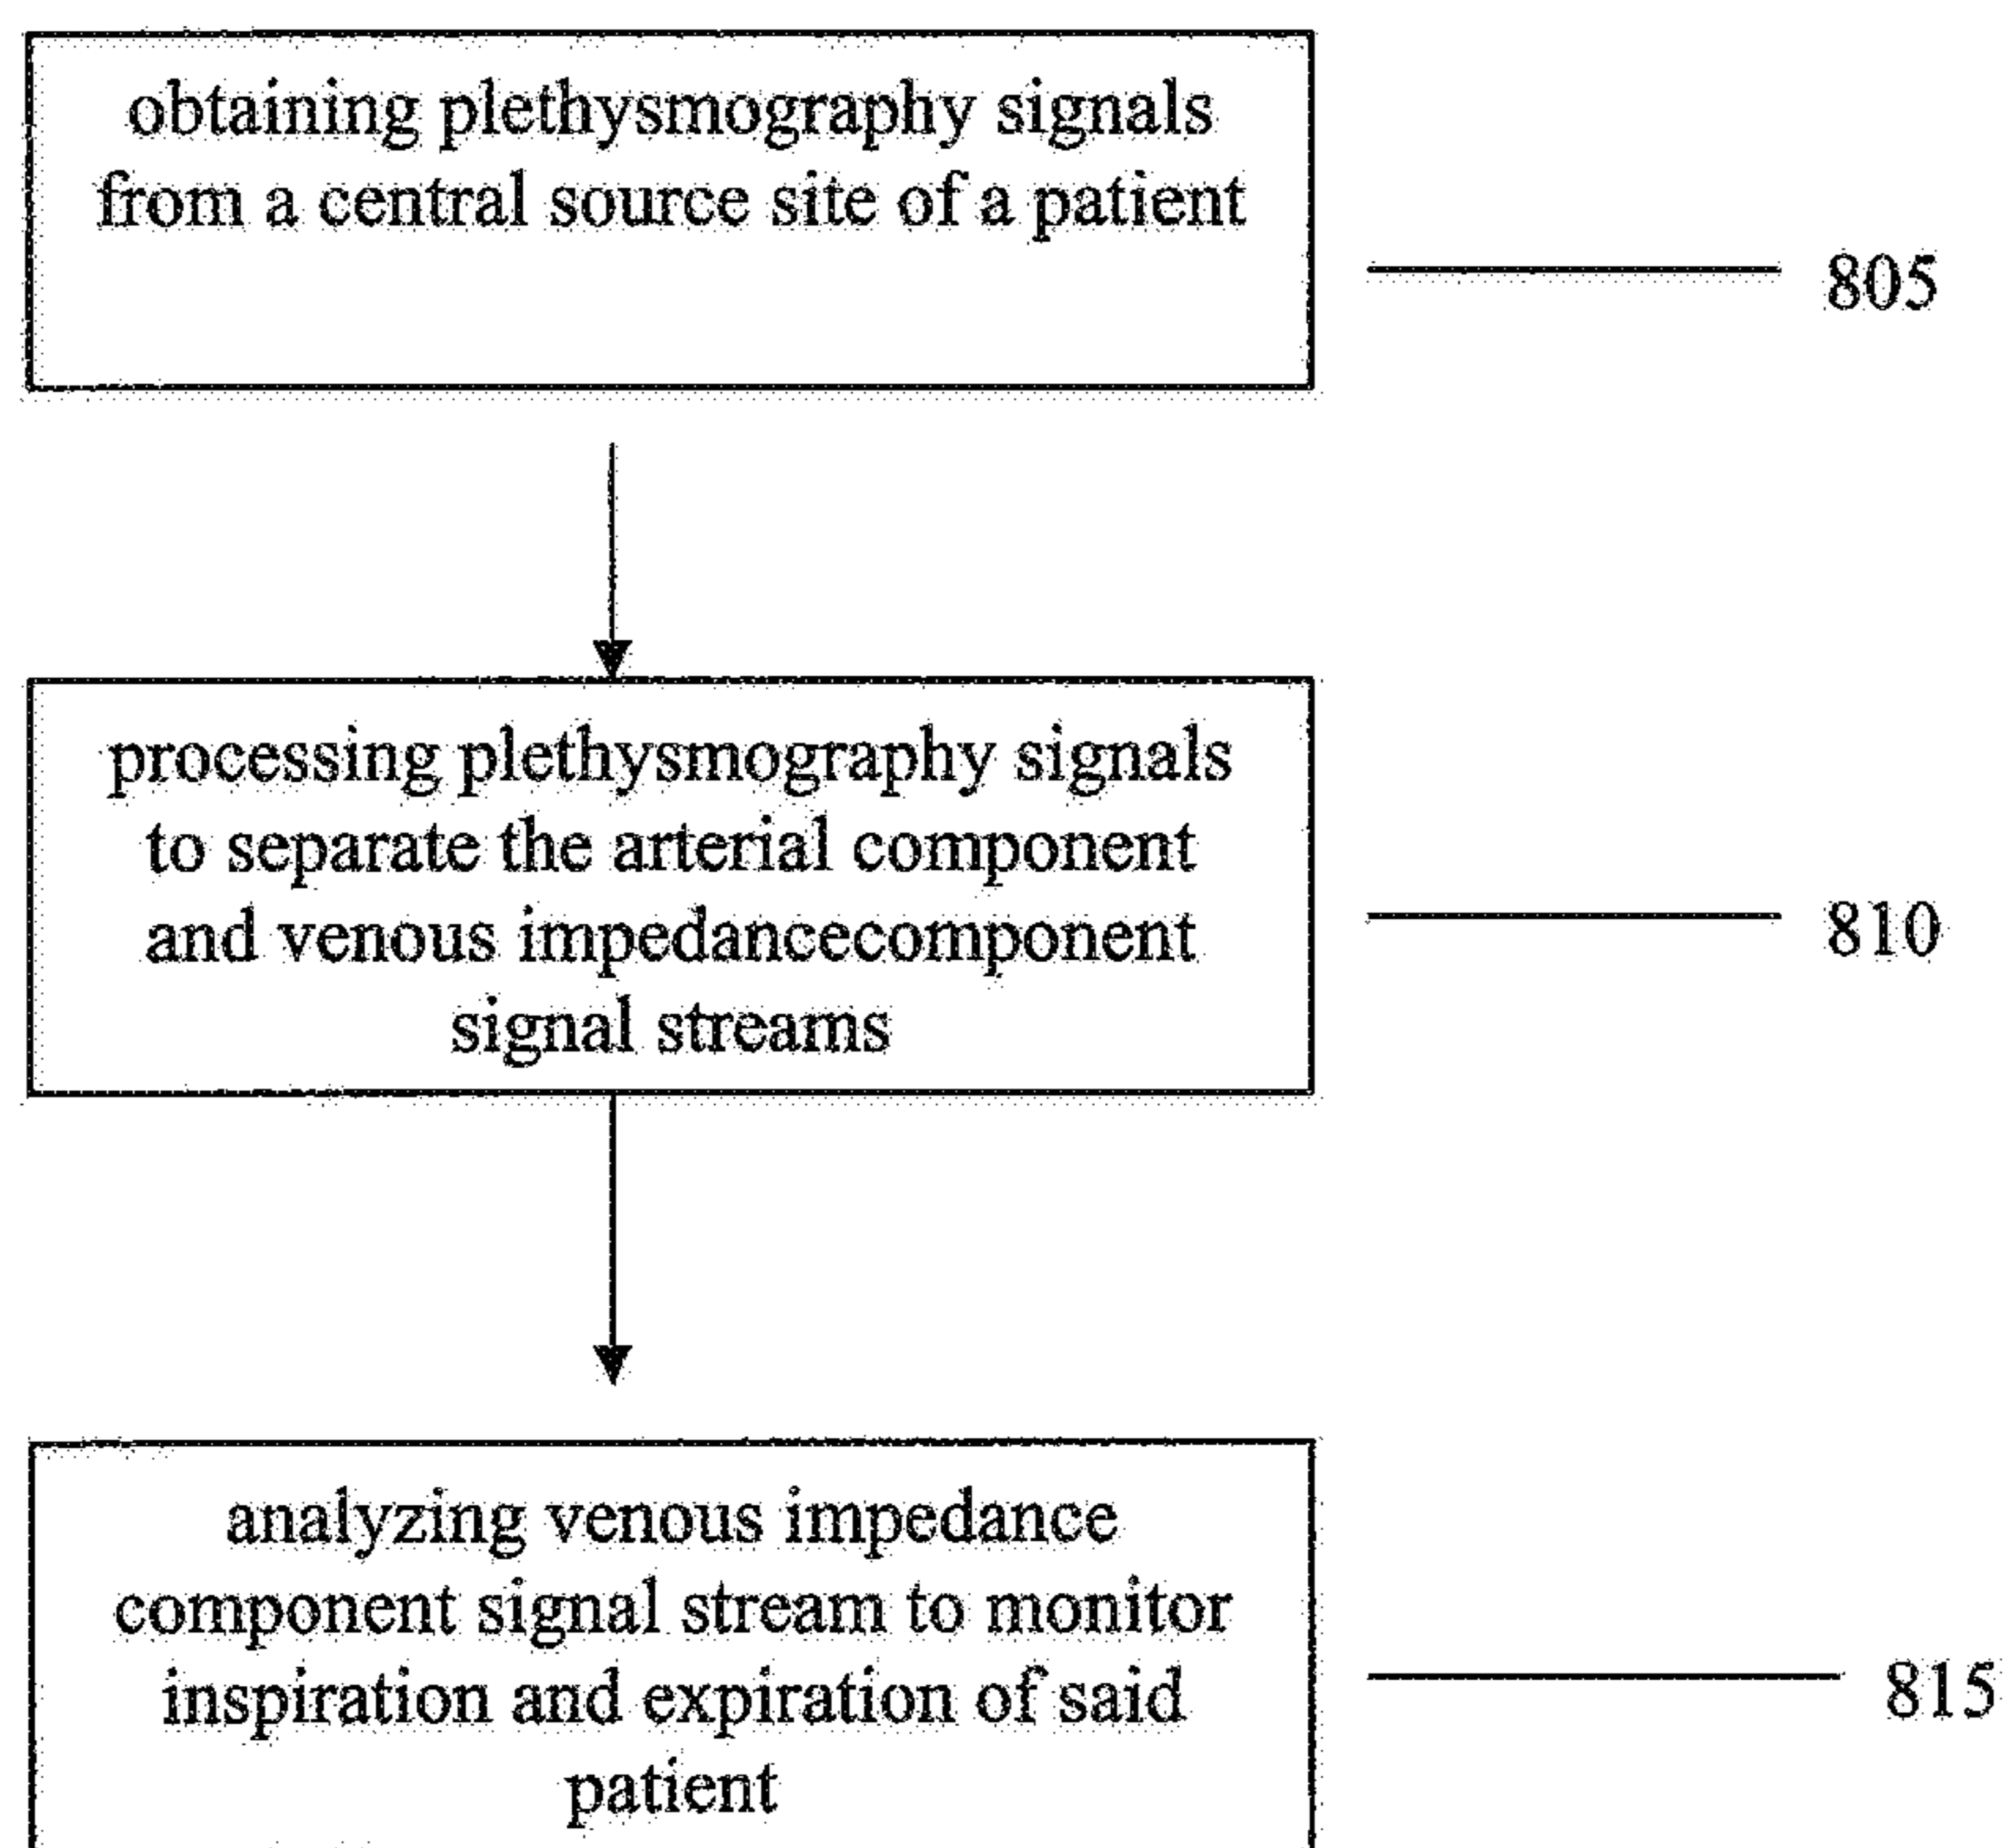 obtaining plethysmography signals
from a central source site of a patient
805
processing plethysmography signals
to separate the arterial component
and venous impedancecomponent
signal streams
810
analyzing venous impedance
component signal stream to monitor
inspiration and expiration of said
patient
815